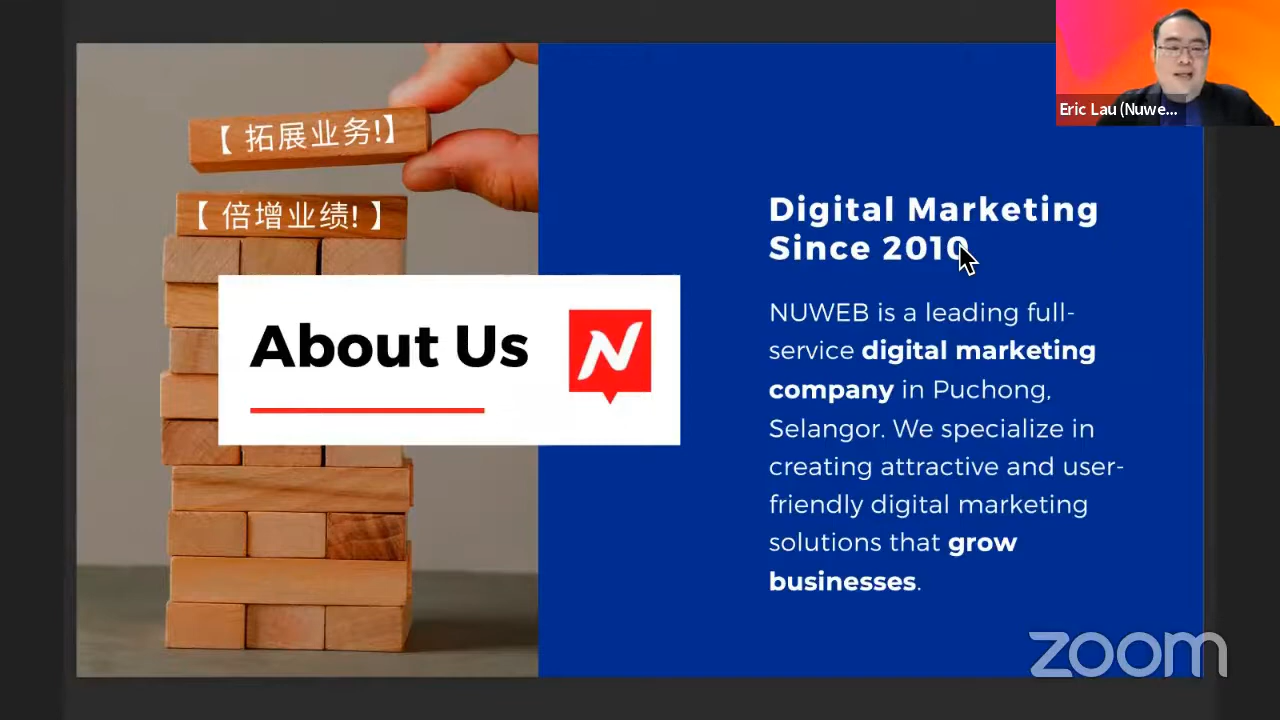 Eric Lau (Nuwe...
【 拓展业务!】
【 倍增业绩! 】
About Us
Digital Marketing
Since 2010
NUWEB is a leading full-
service digital marketing
company in Puchong,
Selangor. We specialize in
creating attractive and user-
friendly digital marketing
solutions that grow
businesses.
zoom